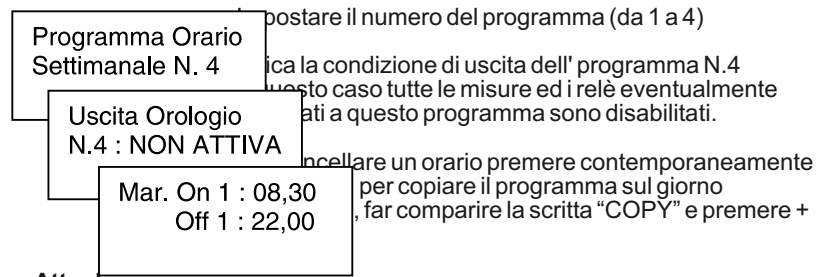 postare il numero del programma (da 1 a 4)
Programma Orario
Settimanale N. 4
ica la condizione di uscita dell' programma N.4
uesto caso tutte le misure ed i relè eventualmente
ati a questo programma sono disabilitati.
Uscita Orologio
N.4 : NON ATTIVA
ncellare un orario premere contemporaneamente
per copiare il programma sul giorno
, far comparire la scritta “COPY” e premere +
Mar. On 1 : 08,30
Off 1 : 22,00